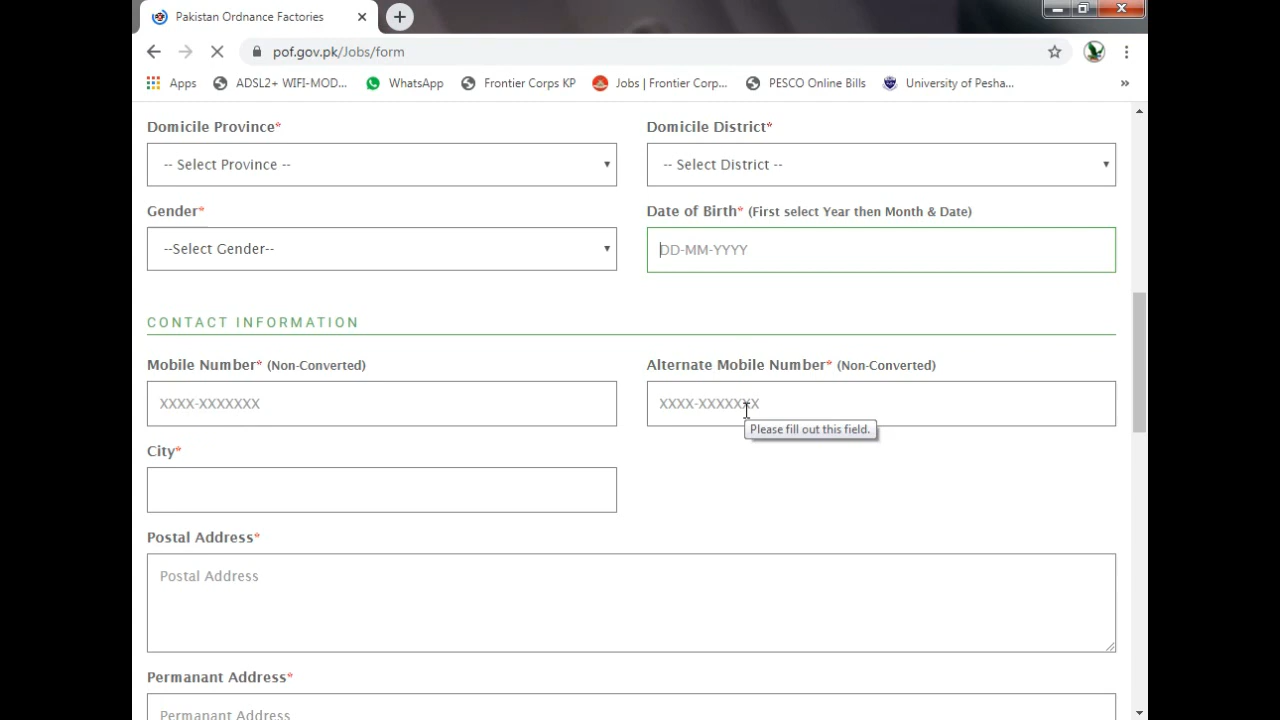 Pakistan Ordnance Factories
pof.gov.pk/Jobs/form
Apps ADSL2+ WIFI-MOD... WhatsApp Frontier Corps KP Jobs | Frontier Corp... PESCO Online Bills University of Pesha... »
Domicile Province* Domicile District*
-- Select Province -- -- Select District --
Gender* Date of Birth* (First select Year then Month & Date)
--Select Gender-- DD-MM-YYYY
CONTACT INFORMATION
Mobile Number* (Non-Converted) Alternate Mobile Number* (Non-Converted)
XXXX-XXXXXXX XXXX-XXXXXXX
Please fill out this field.
City*
Postal Address*
Postal Address
Permanant Address*
Permanant Address